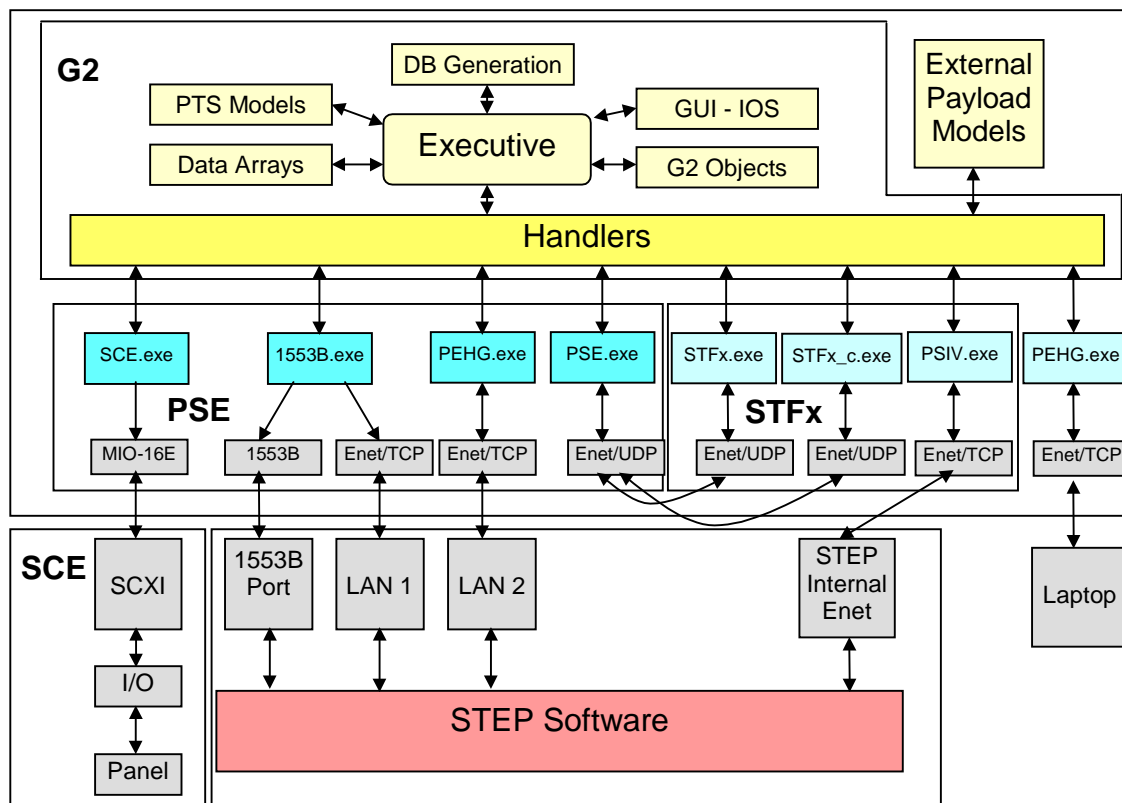 G2
DB Generation
PTS Models
GUI - IOS
Executive
Data Arrays
G2 Objects
External
Payload
Models
Handlers
SCE.exe
1553B.exe
PEHG.exe
PSE.exe
STFx.exe
STFx_c.exe
PSIV.exe
PEHG.exe
PSE
STFx
MIO-16E
1553B
Enet/TCP
Enet/TCP
Enet/UDP
Enet/UDP
Enet/UDP
Enet/TCP
Enet/TCP
SCE
SCXI
1553B
Port
LAN 1
LAN 2
STEP
Internal
Enet
Laptop
I/O
Panel
STEP Software